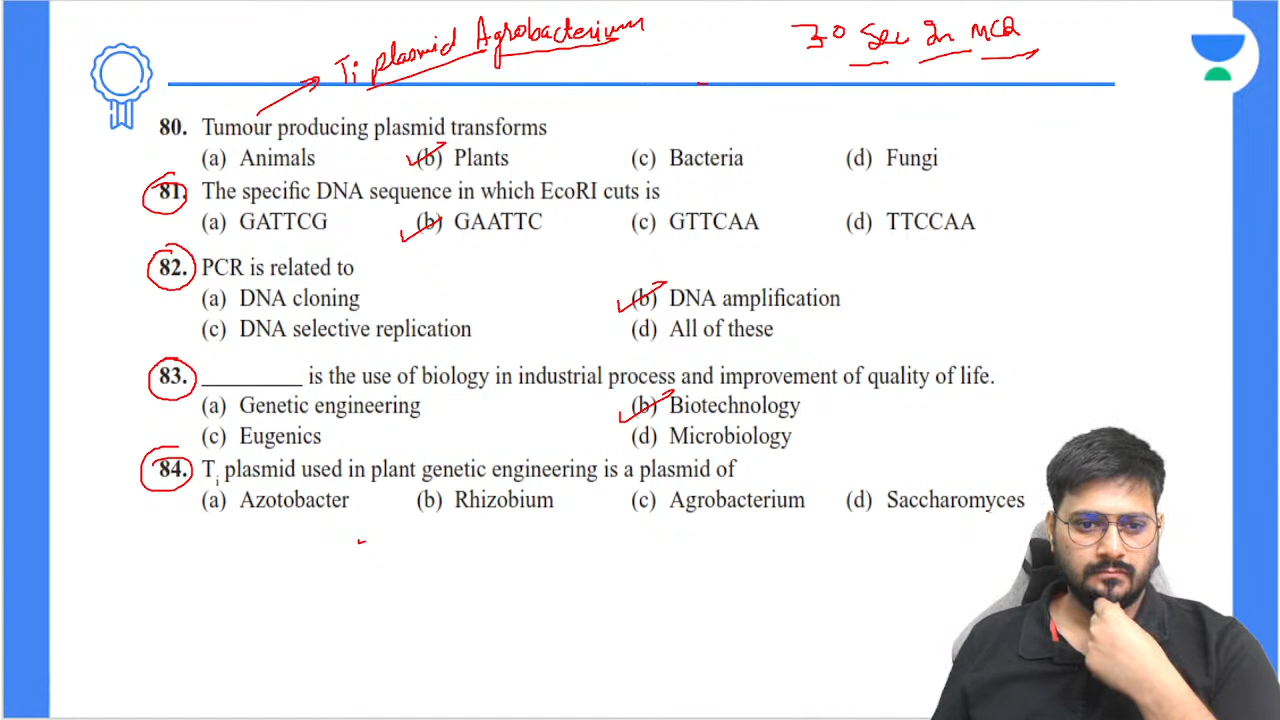 Ti plasmid Agrobacterium
30 Sec In MCQ
80. Tumour producing plasmid transforms
(a) Animals (b) Plants (c) Bacteria (d) Fungi
81. The specific DNA sequence in which EcoRI cuts is
(a) GATTCG (b) GAATTC (c) GTTCAA (d) TTCCAA
82. PCR is related to
(a) DNA cloning (b) DNA amplification
(c) DNA selective replication (d) All of these
83. __________ is the use of biology in industrial process and improvement of quality of life.
(a) Genetic engineering (b) Biotechnology
(c) Eugenics (d) Microbiology
84. Ti plasmid used in plant genetic engineering is a plasmid of
(a) Azotobacter (b) Rhizobium (c) Agrobacterium (d) Saccharomyces